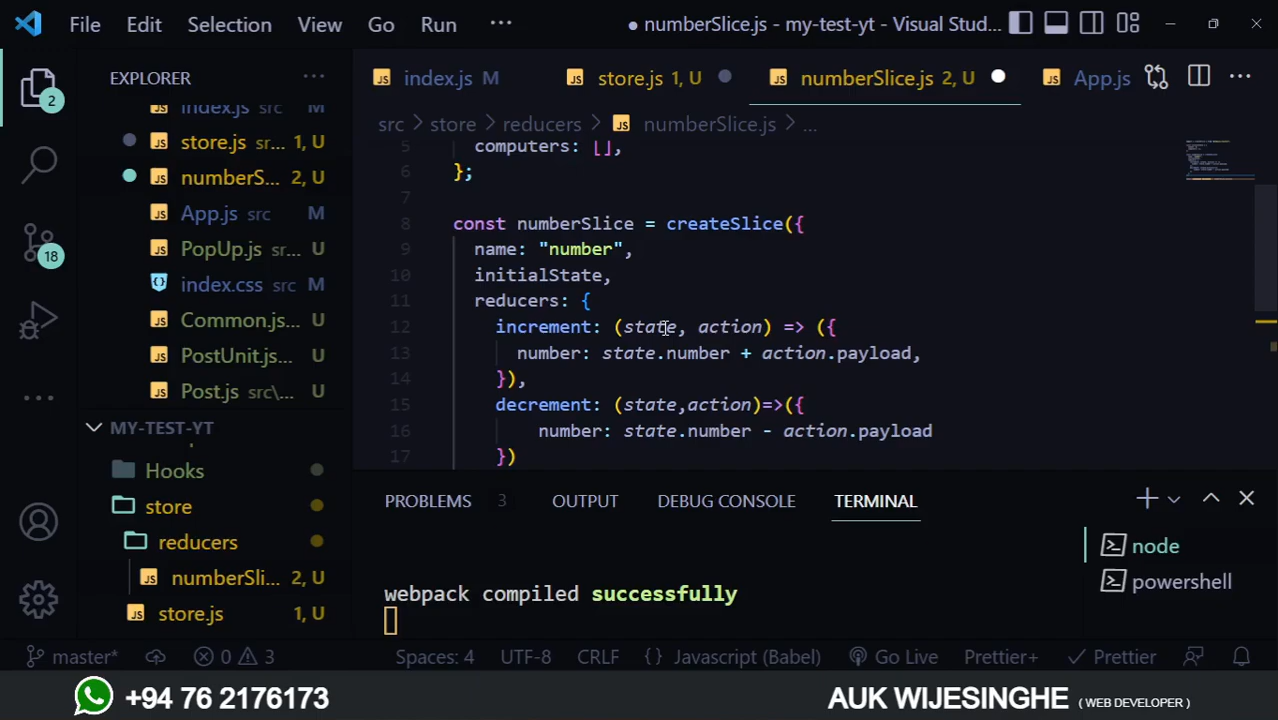 File Edit Selection View Go Run ··· ● numberSlice.js - my-test-yt - Visual Stud...
EXPLORER ···
index.js M store.js 1, U numberSlice.js 2, U App.js ···
src > store > reducers > numberSlice.js > ...
index.js src
store.js sr... 1, U
numberS... 2, U
App.js src M
PopUp.js src U
index.css src M
Common.js... U
PostUnit.js... U
Post.js src\... U
MY-TEST-YT
Hooks
store
reducers
numberSli... 2, U
store.js 1, U
2
18
5 computers: [],
6 };
7
8 const numberSlice = createSlice({
9 name: "number",
10 initialState,
11 reducers: {
12 increment: (state, action) => ({
13 number: state.number + action.payload,
14 }),
15 decrement: (state,action)=>({
16 number: state.number - action.payload
17 })
PROBLEMS 3 OUTPUT DEBUG CONSOLE TERMINAL
webpack compiled successfully
node
powershell
master* 0 3 Spaces: 4 UTF-8 CRLF {} Javascript (Babel) Go Live Prettier+ Prettier
+94 76 2176173 AUK WIJESINGHE ( WEB DEVELOPER )